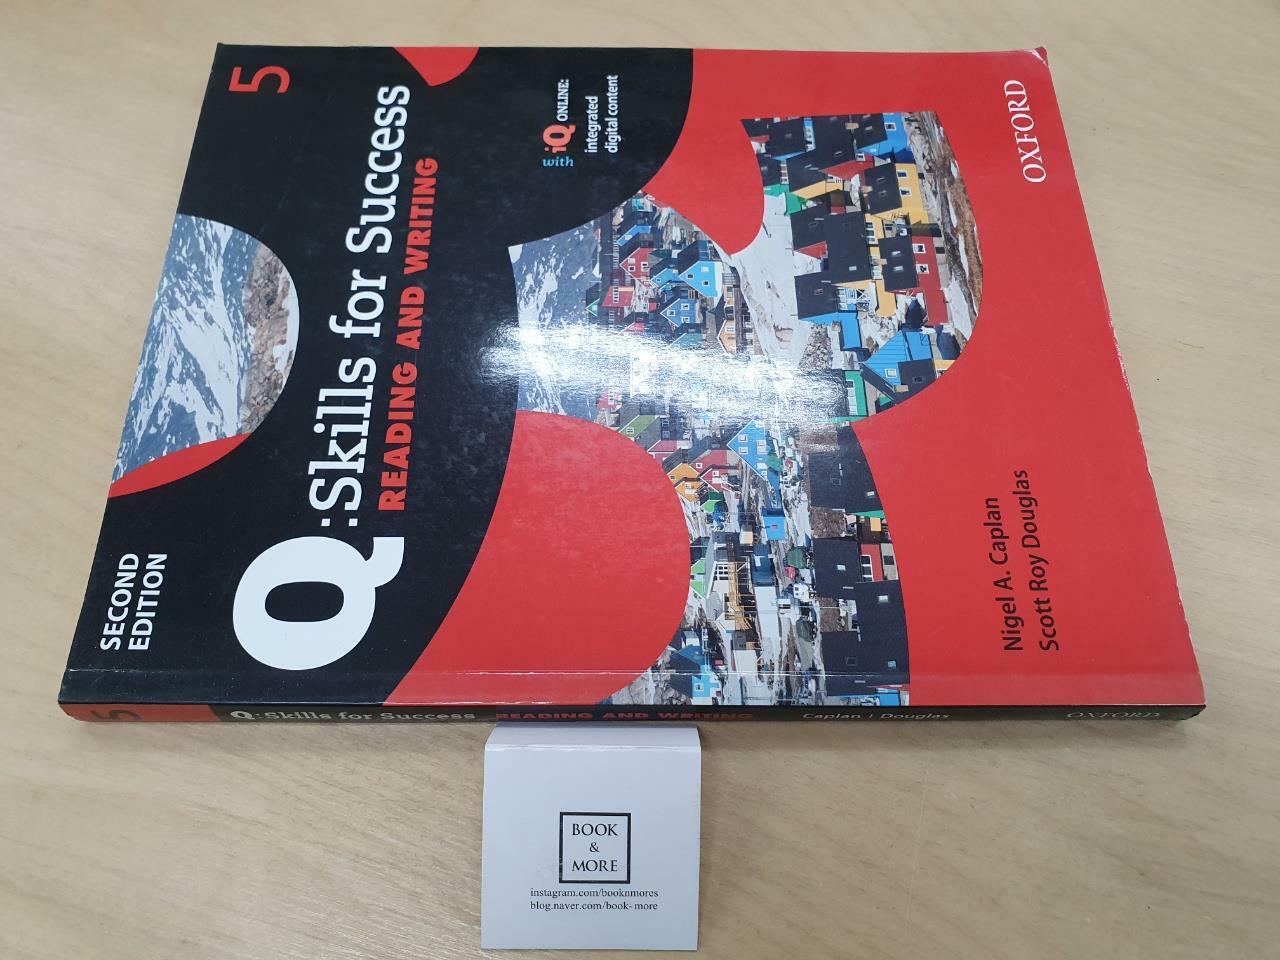 SECOND
EDITION
5
Q: Skills for Success
READING AND WRITING
with iQ ONLINE:
integrated
digital content
Nigel A. Caplan
Scott Roy Douglas
OXFORD
5 Q: Skills for Success READING AND WRITING Caplan | Douglas OXFORD
BOOK
&
MORE
instagram.com/booknmores
blog.naver.com/book-more